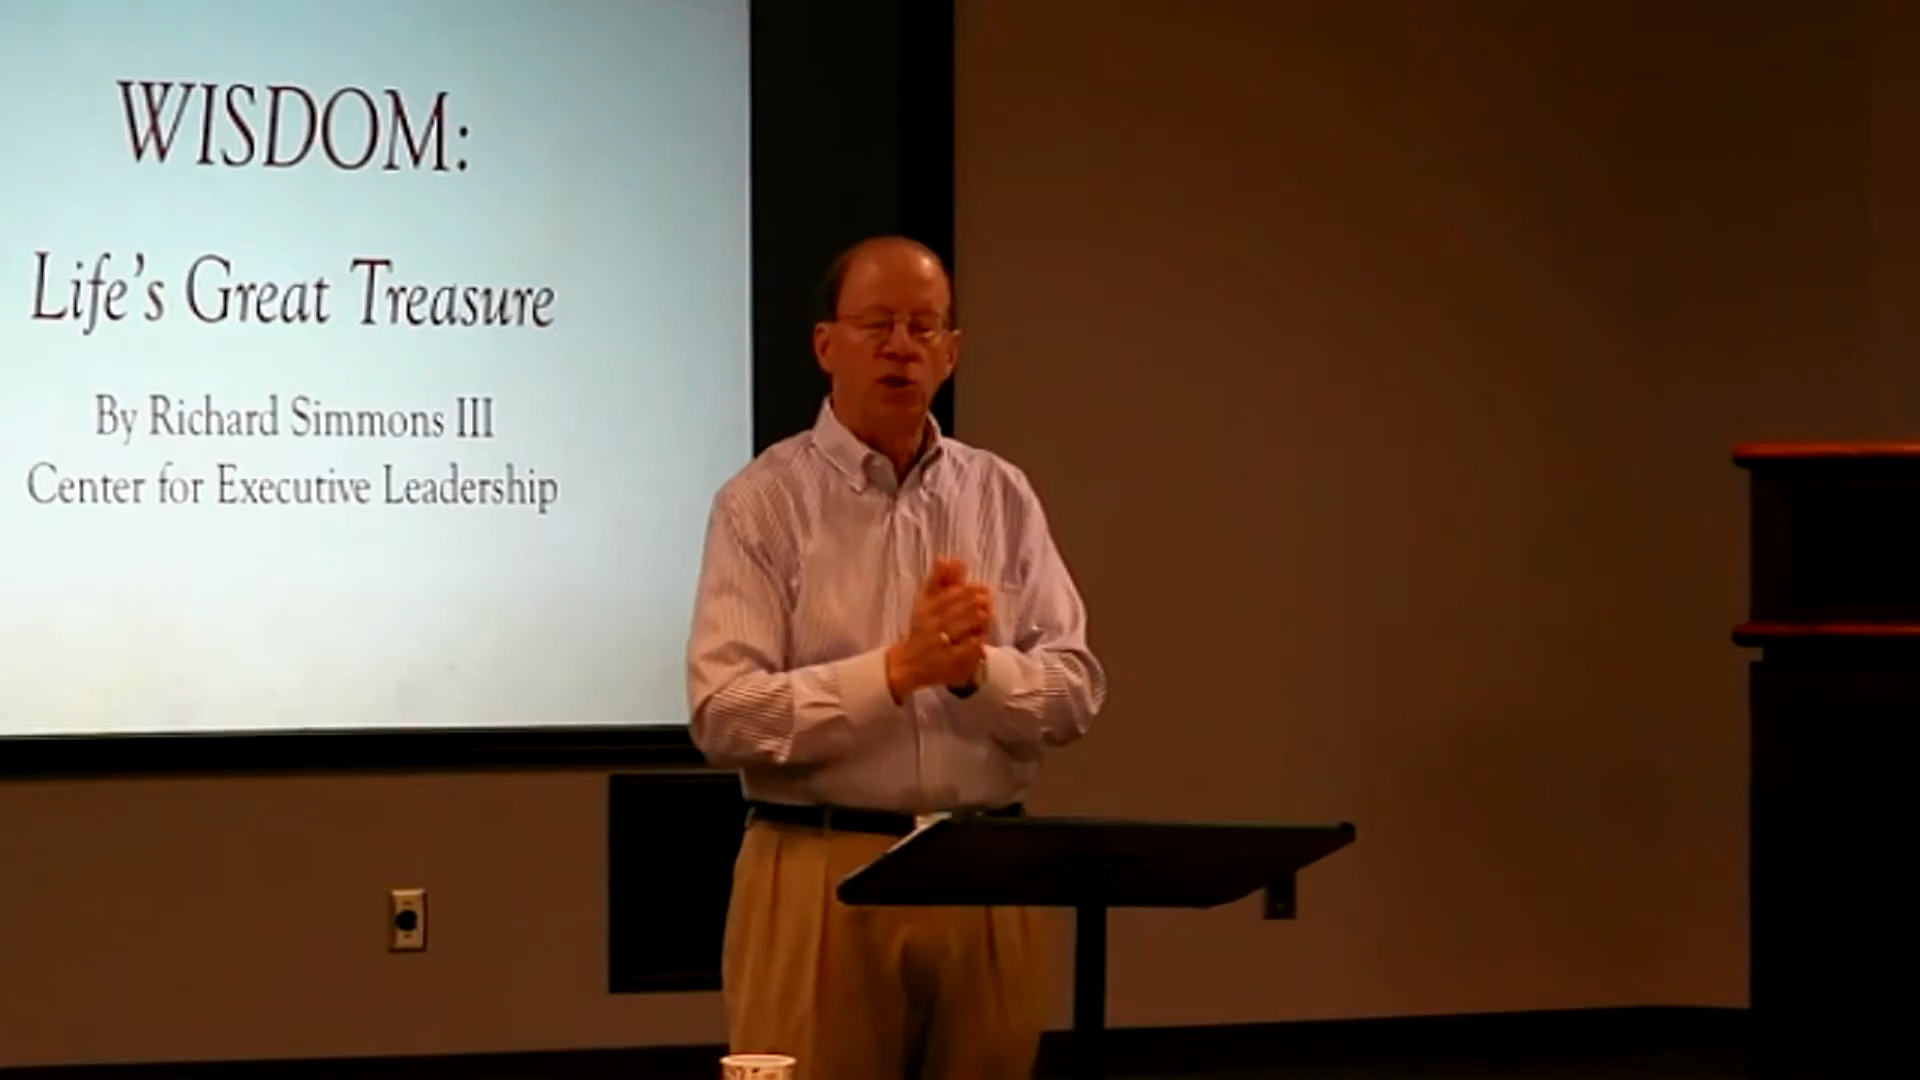 WISDOM:
Life's Great Treasure
By Richard Simmons III
Center for Executive Leadership